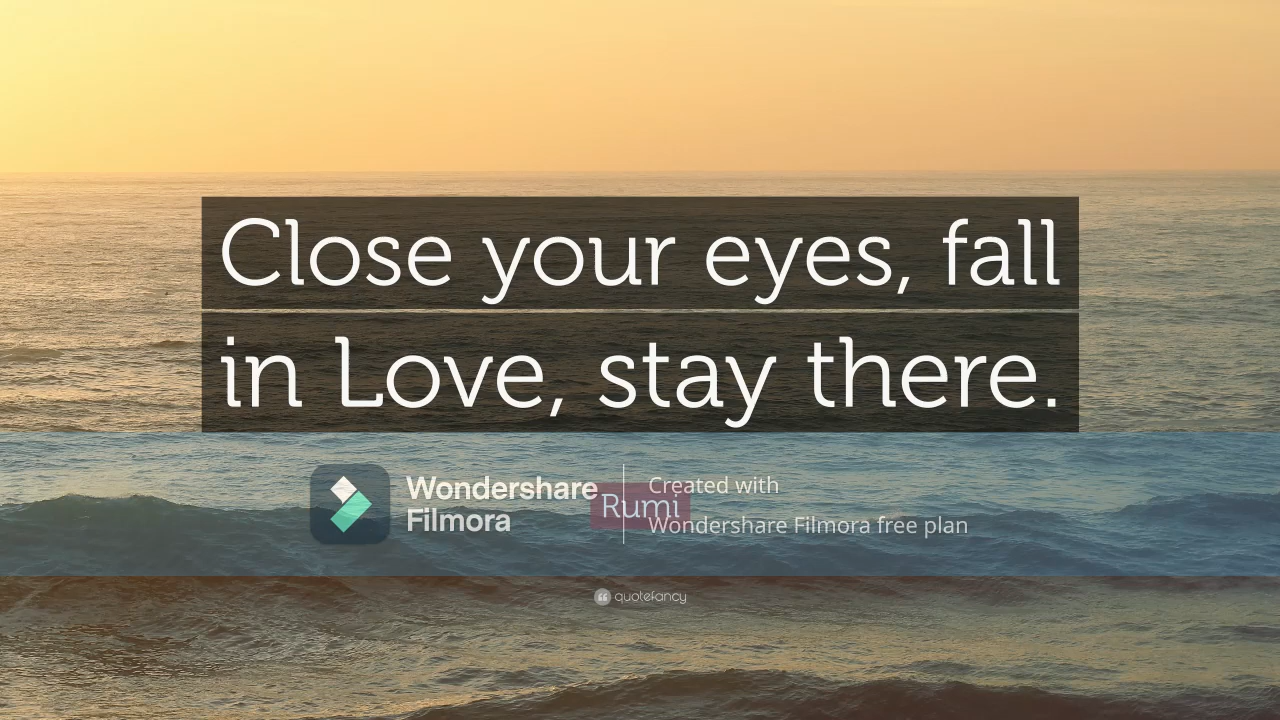 Close your eyes, fall
in Love, stay there.
Wondershare
Filmora
Rumi
Created with
Wondershare Filmora free plan
quotefancy